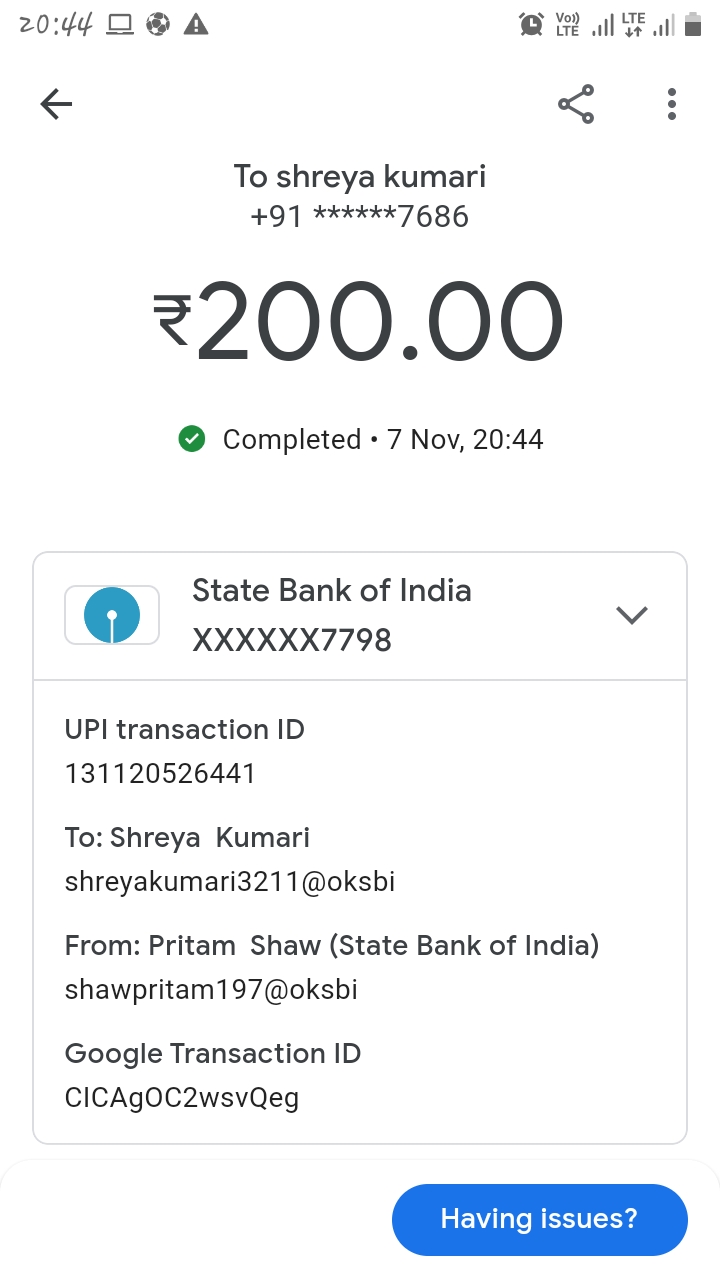 20:44
Vo)) LTE LTE
To shreya kumari
+91 ******7686
₹200.00
Completed • 7 Nov, 20:44
State Bank of India
XXXXXX7798
UPI transaction ID
131120526441
To: Shreya  Kumari
shreyakumari3211@oksbi
From: Pritam  Shaw (State Bank of India)
shawpritam197@oksbi
Google Transaction ID
CICAgOC2wsvQeg
Having issues?